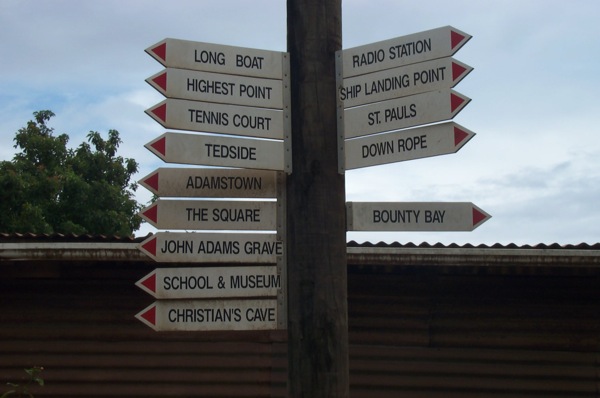 LONG BOAT
HIGHEST POINT
TENNIS COURT
TEDSIDE
ADAMSTOWN
THE SQUARE
JOHN ADAMS GRAVE
SCHOOL & MUSEUM
CHRISTIAN'S CAVE
RADIO STATION
SHIP LANDING POINT
ST. PAULS
DOWN ROPE
BOUNTY BAY